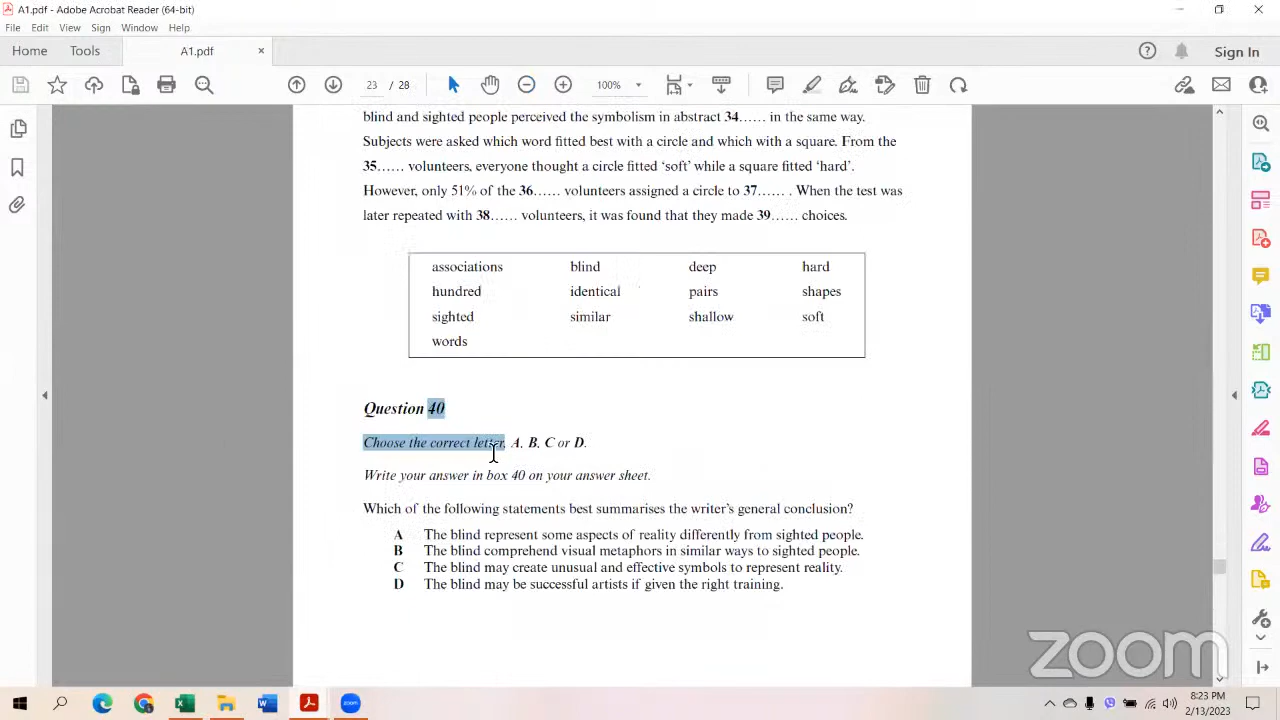 A1.pdf - Adobe Acrobat Reader (64-bit)
File Edit View Sign Window Help
Home Tools A1.pdf × Sign In
23 / 28 100%
blind and sighted people perceived the symbolism in abstract 34…… in the same way.
Subjects were asked which word fitted best with a circle and which with a square. From the
35…… volunteers, everyone thought a circle fitted ‘soft’ while a square fitted ‘hard’.
However, only 51% of the 36…… volunteers assigned a circle to 37…… . When the test was
later repeated with 38…… volunteers, it was found that they made 39…… choices.
associations blind deep hard
hundred identical pairs shapes
sighted similar shallow soft
words
Question 40
Choose the correct letter, A, B, C or D.
Write your answer in box 40 on your answer sheet.
Which of the following statements best summarises the writer’s general conclusion?
A The blind represent some aspects of reality differently from sighted people.
B The blind comprehend visual metaphors in similar ways to sighted people.
C The blind may create unusual and effective symbols to represent reality.
D The blind may be successful artists if given the right training.
zoom
zoom
8:23 PM
2/13/2023